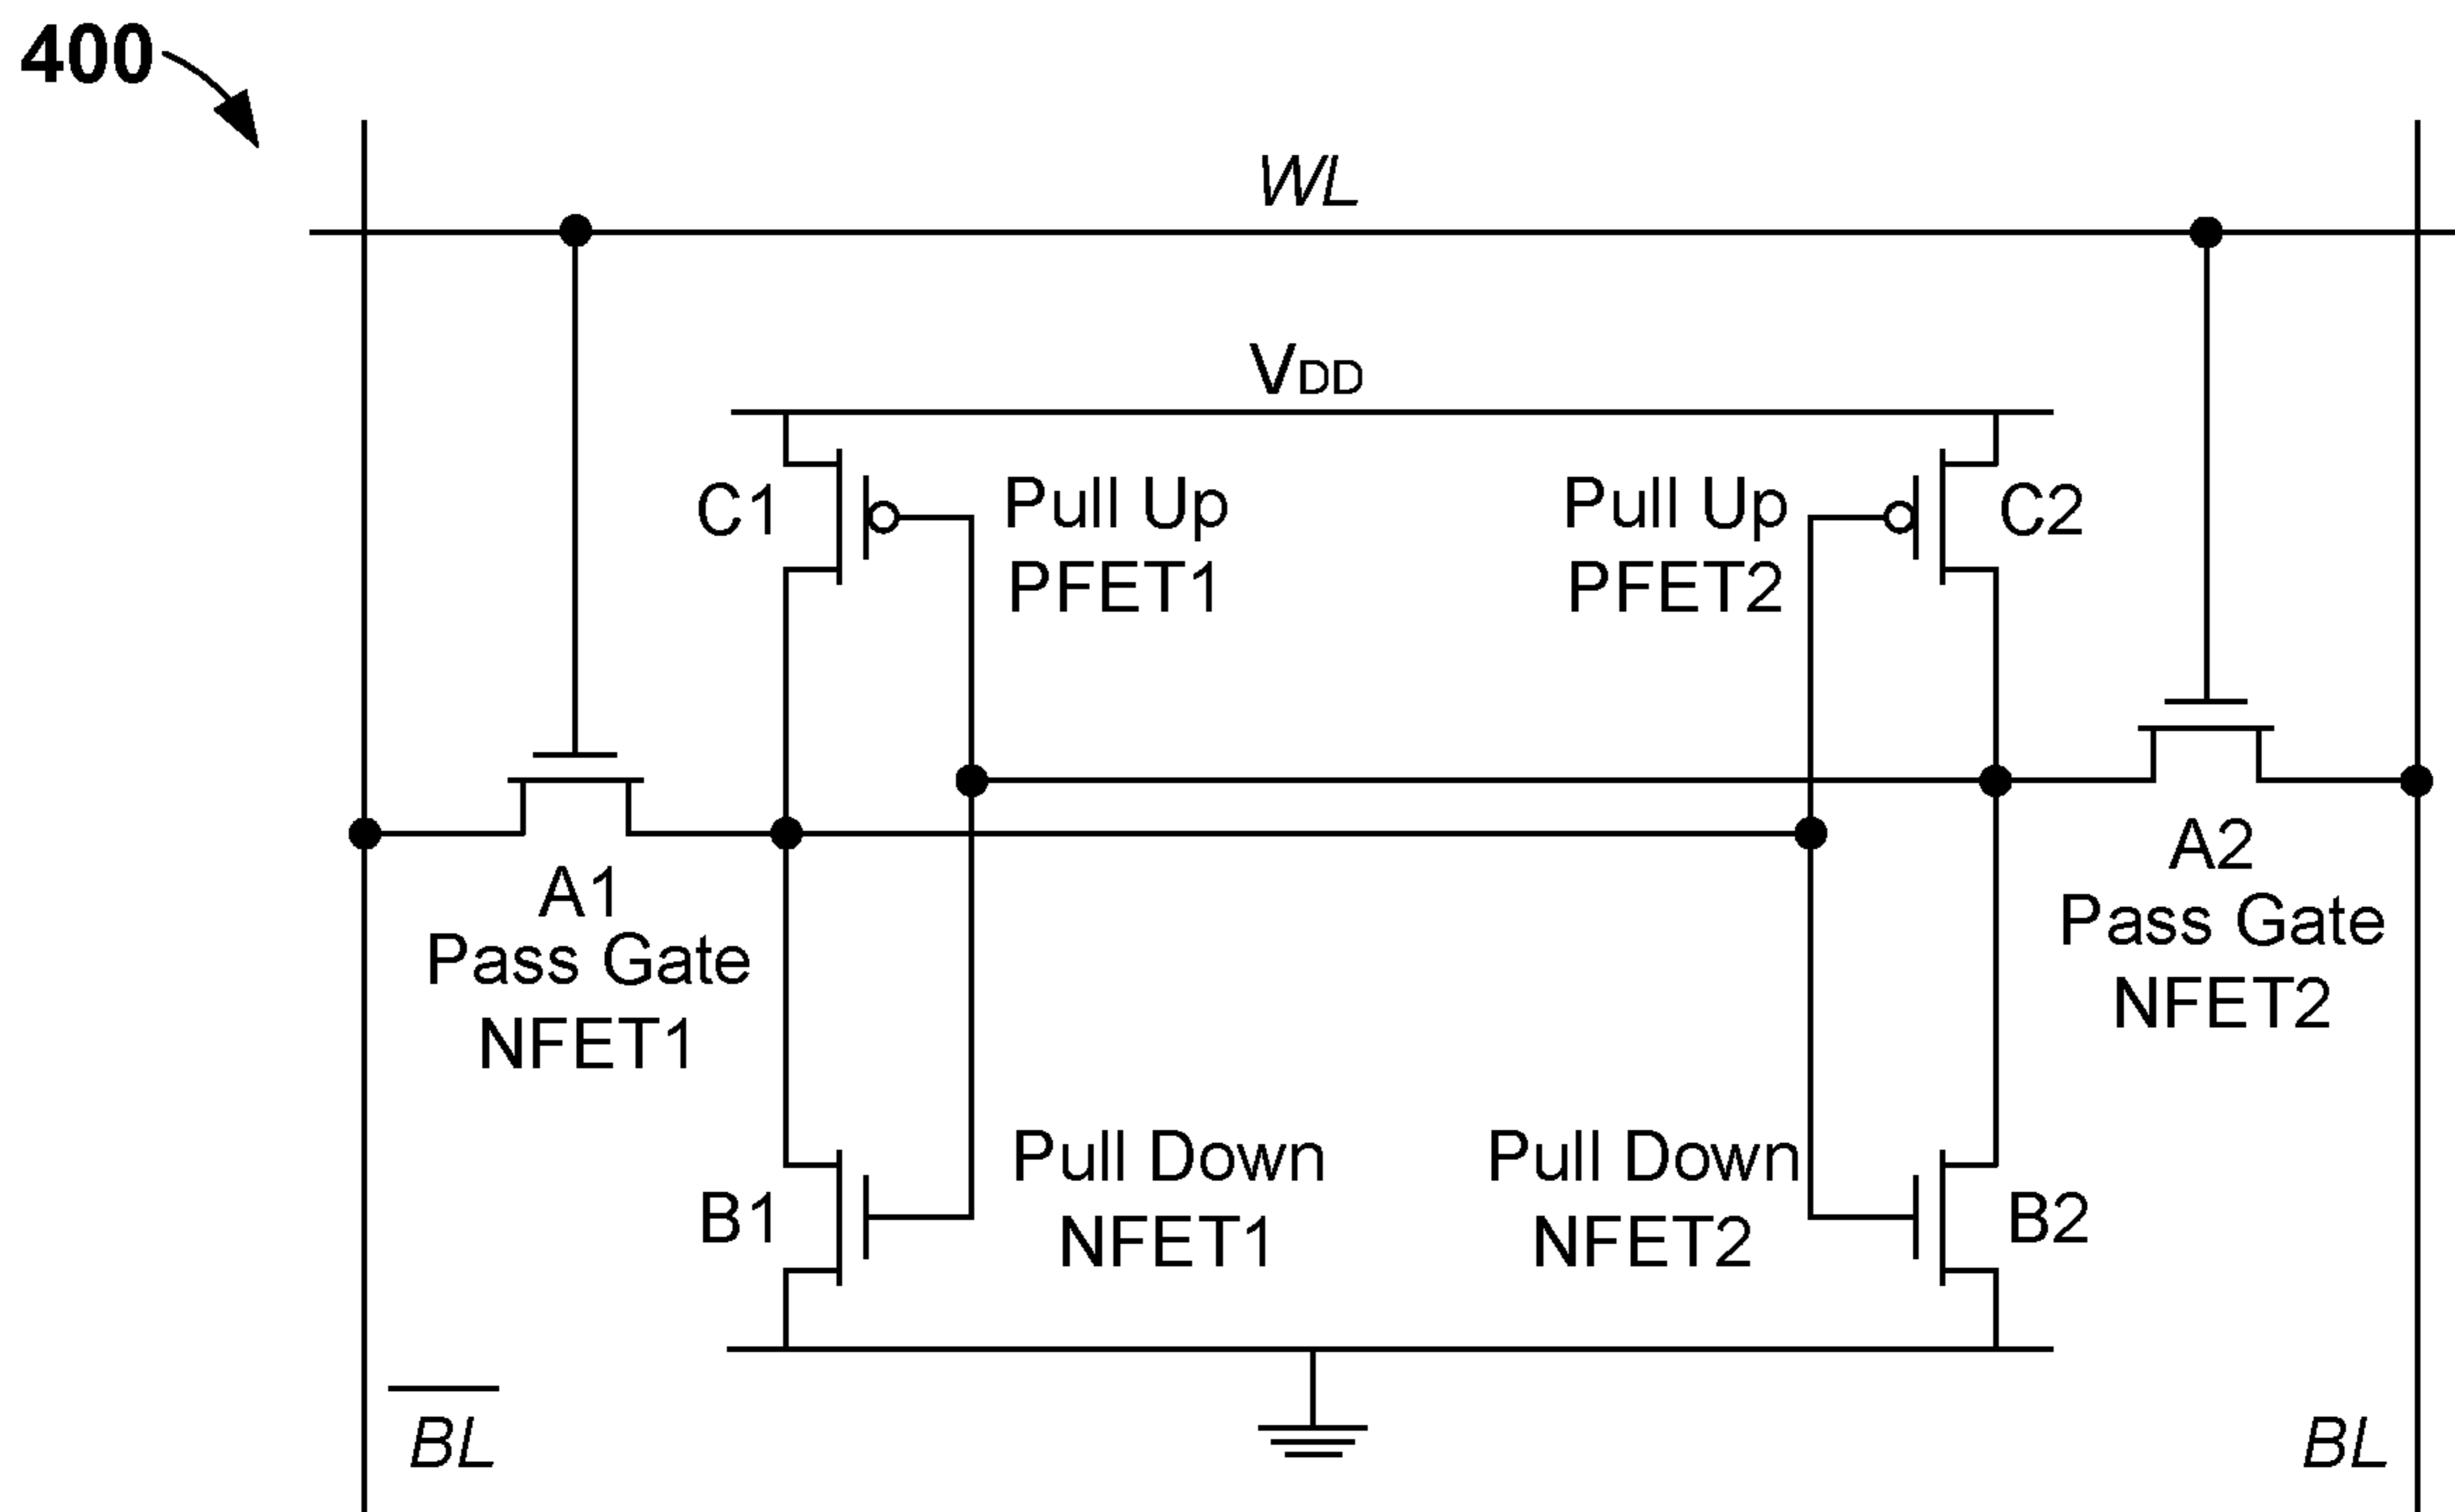 400
WL
VDD
C1
Pull Up
PFET1
Pull Up
PFET2
C2
A1
Pass Gate
NFET1
A2
Pass Gate
NFET2
B1
Pull Down
NFET1
Pull Down
NFET2
B2
B̅L̅
BL